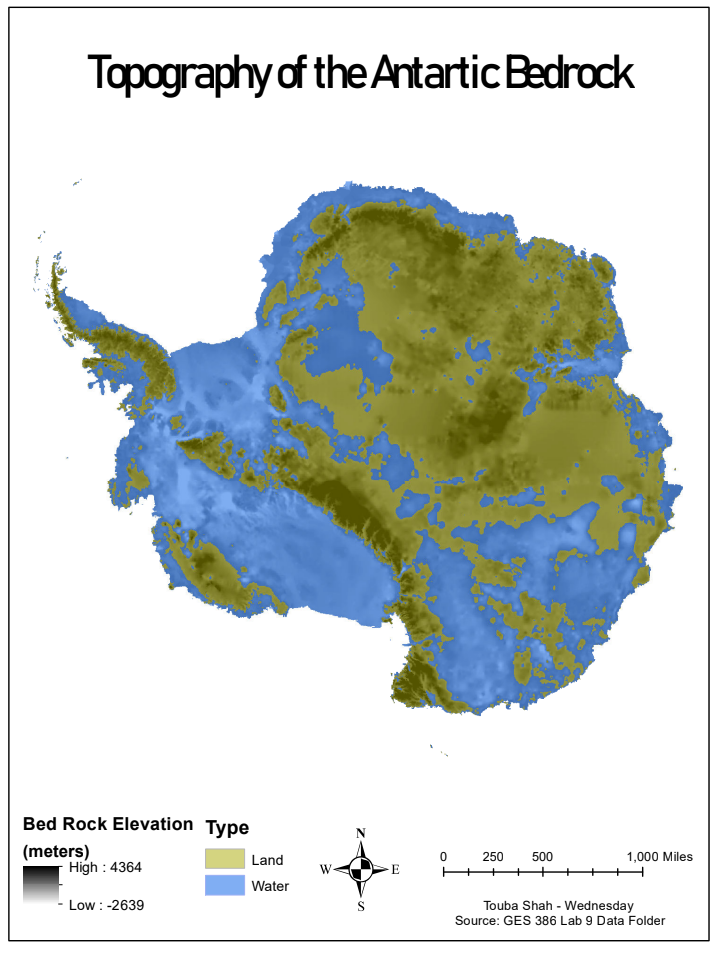 Topography of the Antartic Bedrock
Bed Rock Elevation
(meters)
High : 4364
Low : -2639
Type
Land
Water
N
W E
S
0 250 500 1,000 Miles
Touba Shah - Wednesday
Source: GES 386 Lab 9 Data Folder